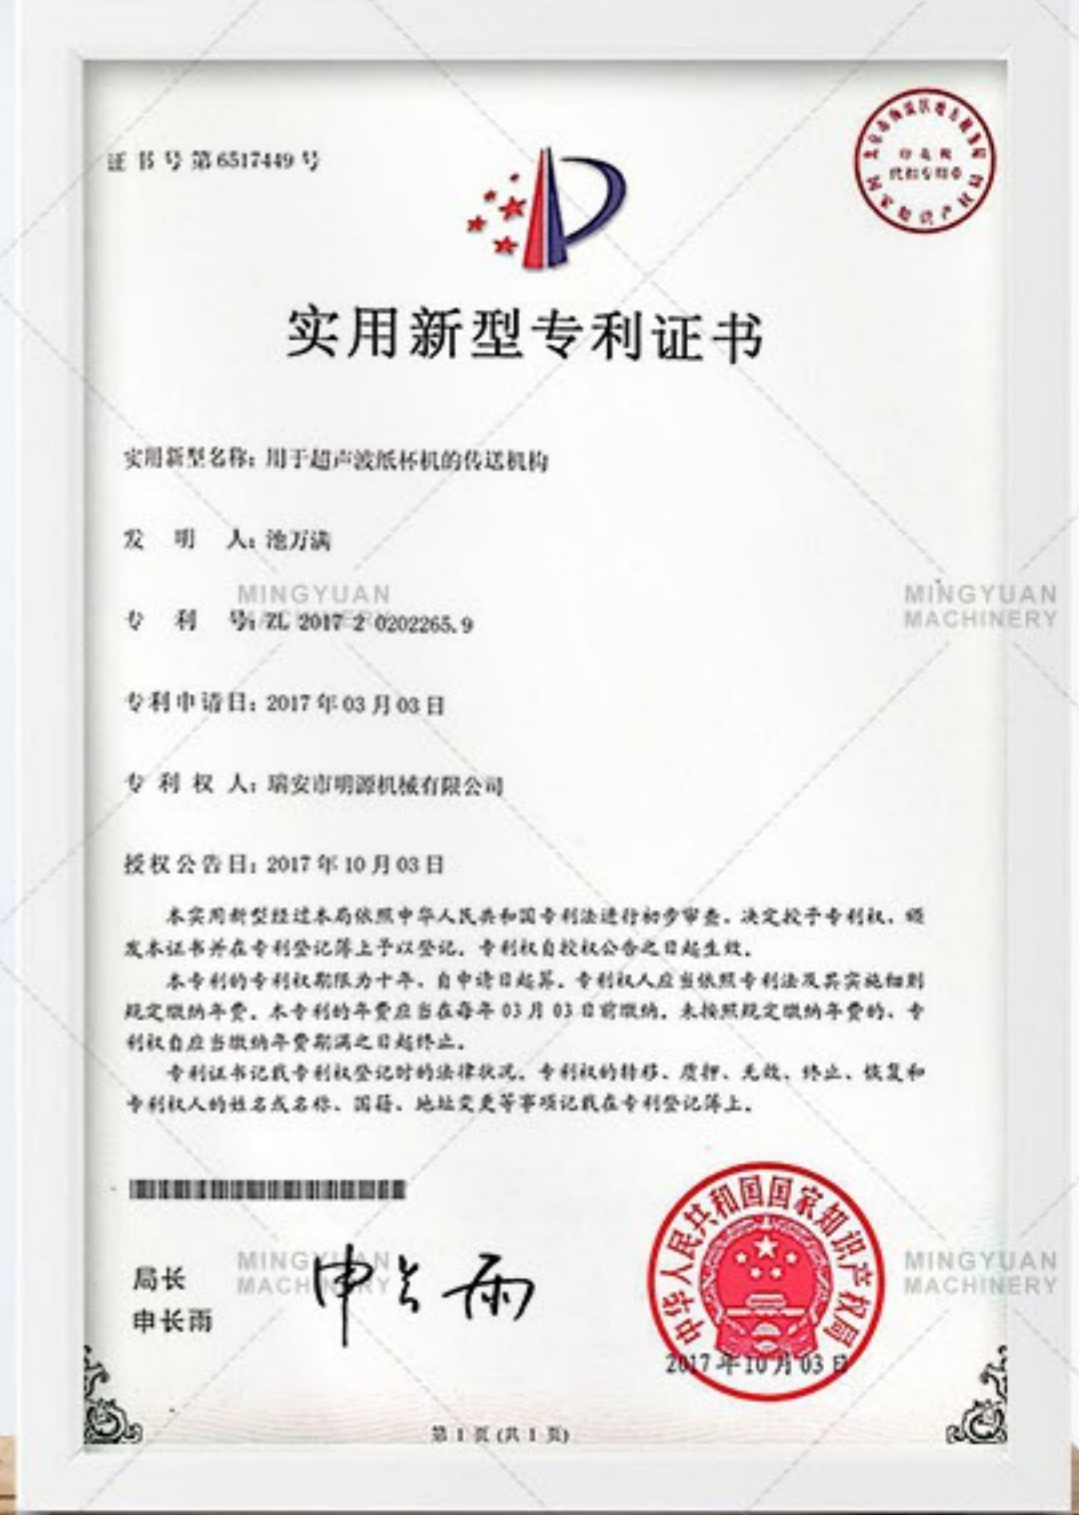 证书号第6517449号
实用新型专利证书
实用新型名称：用于超声波纸杯机的传送机构
发明人：池万满
MINGYUAN
MACHINERY
MINGYUAN
MACHINERY
专利号：ZL 2017 2 0202265.9
专利申请日：2017年03月03日
专利权人：瑞安市明源机械有限公司
授权公告日：2017年10月03日
本实用新型经过本局依照中华人民共和国专利法进行初步审查，决定授予专利权，颁
发本证书并在专利登记簿上予以登记。专利权自授权公告之日起生效。
本专利的专利权期限为十年，自申请日起算。专利权人应当依照专利法及其实施细则
规定缴纳年费。本专利的年费应当在每年03月03日前缴纳。未按照规定缴纳年费的，专
利权自应当缴纳年费期满之日起终止。
专利证书记载专利权登记时的法律状况。专利权的转移、质押、无效、终止、恢复和
专利权人的姓名或名称、国籍、地址变更等事项记载在专利登记簿上。
局长
申长雨
MINGYUAN
MACHINERY
申长雨
中华人民共和国国家知识产权局
MINGYUAN
MACHINERY
2017年10月03日
第 1 页 (共 1 页)